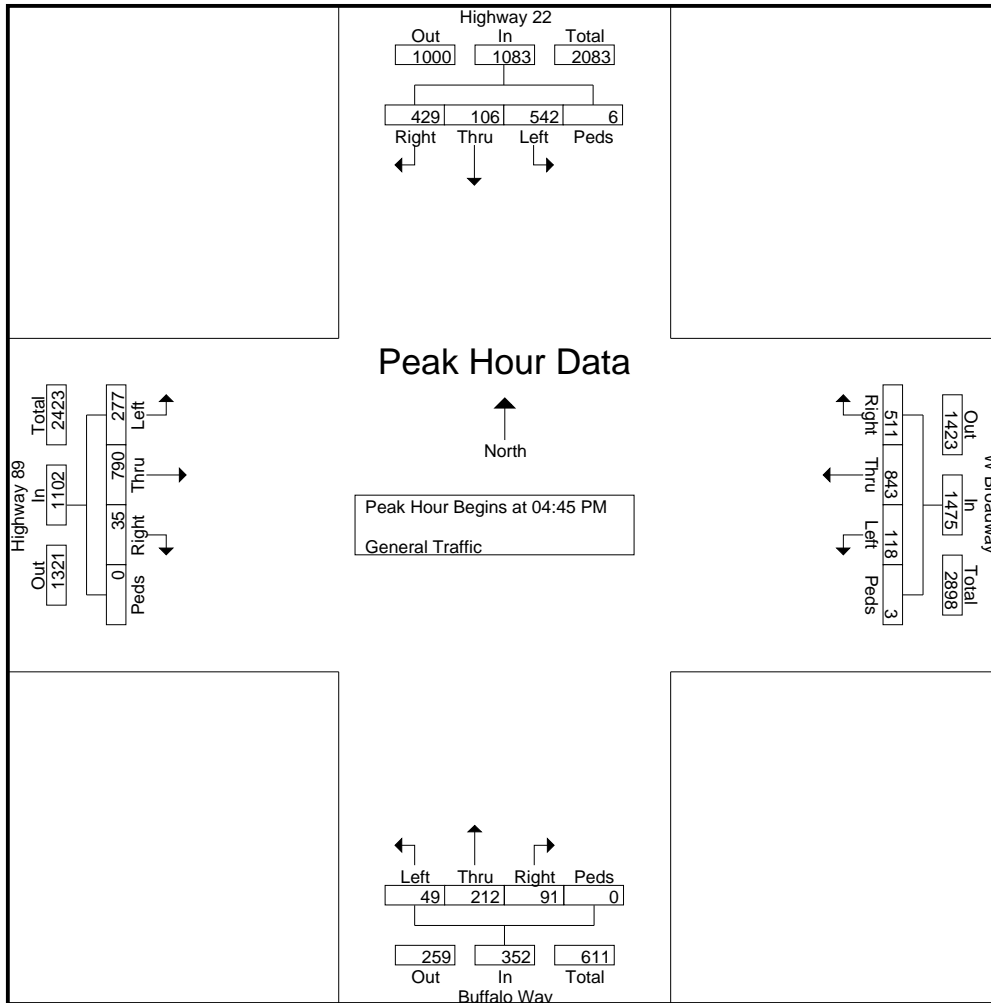 Highway 22
Out In Total
1000 1083 2083
429 106 542 6
Right Thru Left Peds
Peak Hour Data
North
Peak Hour Begins at 04:45 PM
General Traffic
Highway 89
Out In Total
1321 1102 2423
Left Thru Right Peds
277 790 35 0
W Broadway
Out In Total
1423 1475 2898
Right Thru Left Peds
511 843 118 3
Left Thru Right Peds
49 212 91 0
259 352 611
Out In Total
Buffalo Way